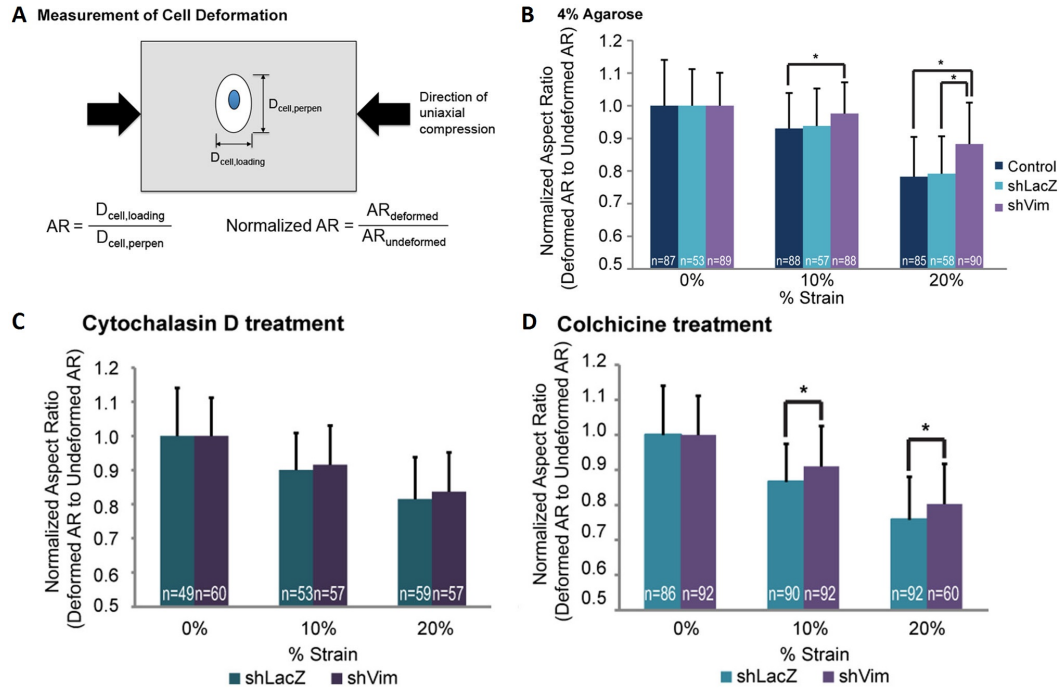 A Measurement of Cell Deformation
D cell,perpen
D cell,loading
Direction of
uniaxial
compression
AR = D cell,loading / D cell,perpen
Normalized AR = AR deformed / AR undeformed
B 4% Agarose
Normalized Aspect Ratio
(Deformed AR to Undeformed AR)
1.2
1.1
1.0
0.9
0.8
0.7
0.6
0.5
* * *
n=87 n=53 n=89 n=88 n=57 n=88 n=85 n=58 n=90
0% 10% 20%
% Strain
Control
shLacZ
shVim
C Cytochalasin D treatment
Normalized Aspect Ratio
(Deformed AR to Undeformed AR)
1.2
1.1
1.0
0.9
0.8
0.7
0.6
0.5
n=49 n=60 n=53 n=57 n=59 n=57
0% 10% 20%
% Strain
shLacZ shVim
D Colchicine treatment
Normalized Aspect Ratio
(Deformed AR to Undeformed AR)
1.2
1.1
1.0
0.9
0.8
0.7
0.6
0.5
* *
n=86 n=92 n=90 n=92 n=92 n=60
0% 10% 20%
% Strain
shLacZ shVim